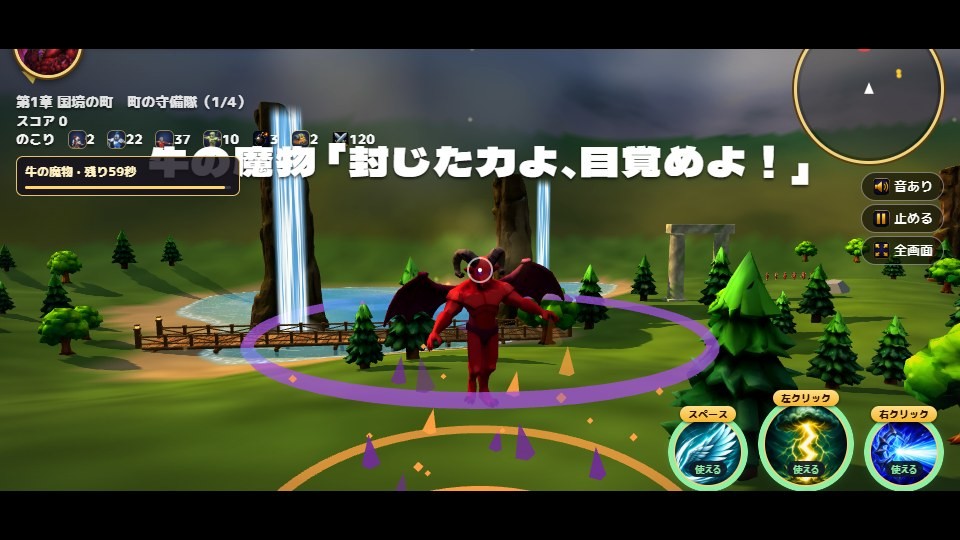 第1章 国境の町　町の守備隊（1/4）
スコア 0
のこり 2 22 37 10 3 2 120
牛の魔物「封じた力よ、目覚めよ！」
牛の魔物・残り59秒
音あり
止める
全画面
スペース
使える
左クリック
使える
右クリック
使える